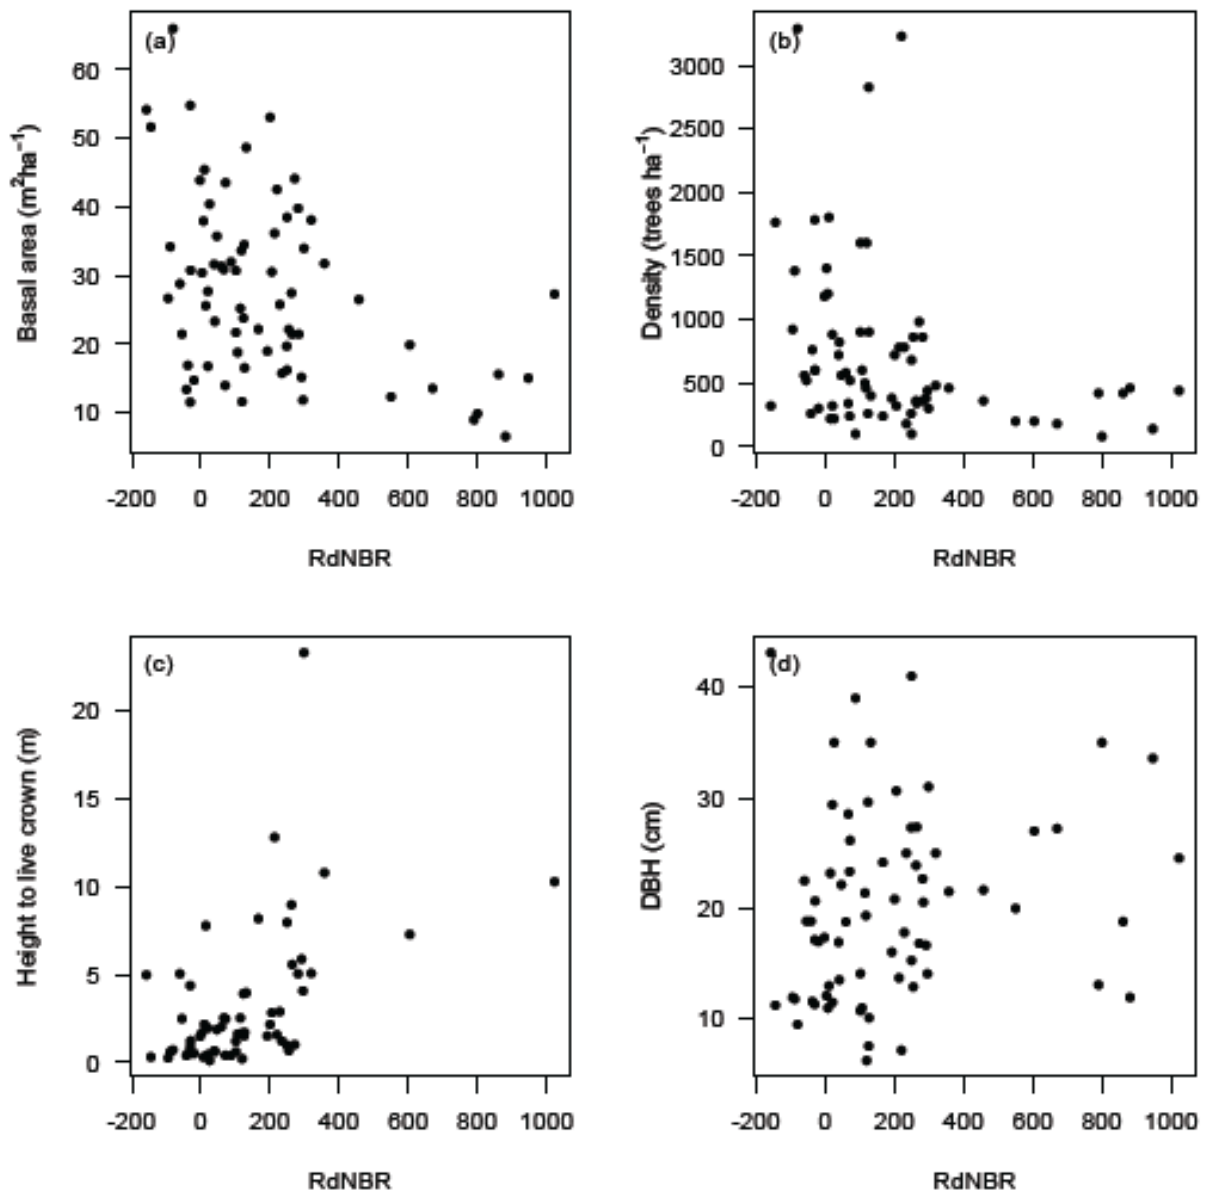 (a)
Basal area (m²ha⁻¹)
60
50
40
30
20
10
-200 0 200 400 600 800 1000
RdNBR
(b)
Density (trees ha⁻¹)
3000
2500
2000
1500
1000
500
0
-200 0 200 400 600 800 1000
RdNBR
(c)
Height to live crown (m)
20
15
10
5
0
-200 0 200 400 600 800 1000
RdNBR
(d)
DBH (cm)
40
30
20
10
-200 0 200 400 600 800 1000
RdNBR